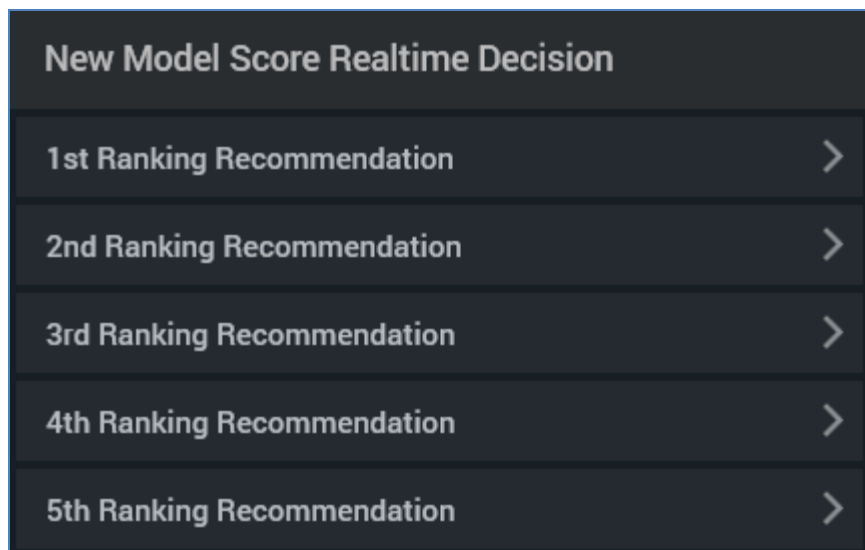 New Model Score Realtime Decision
1st Ranking Recommendation
2nd Ranking Recommendation
3rd Ranking Recommendation
4th Ranking Recommendation
5th Ranking Recommendation